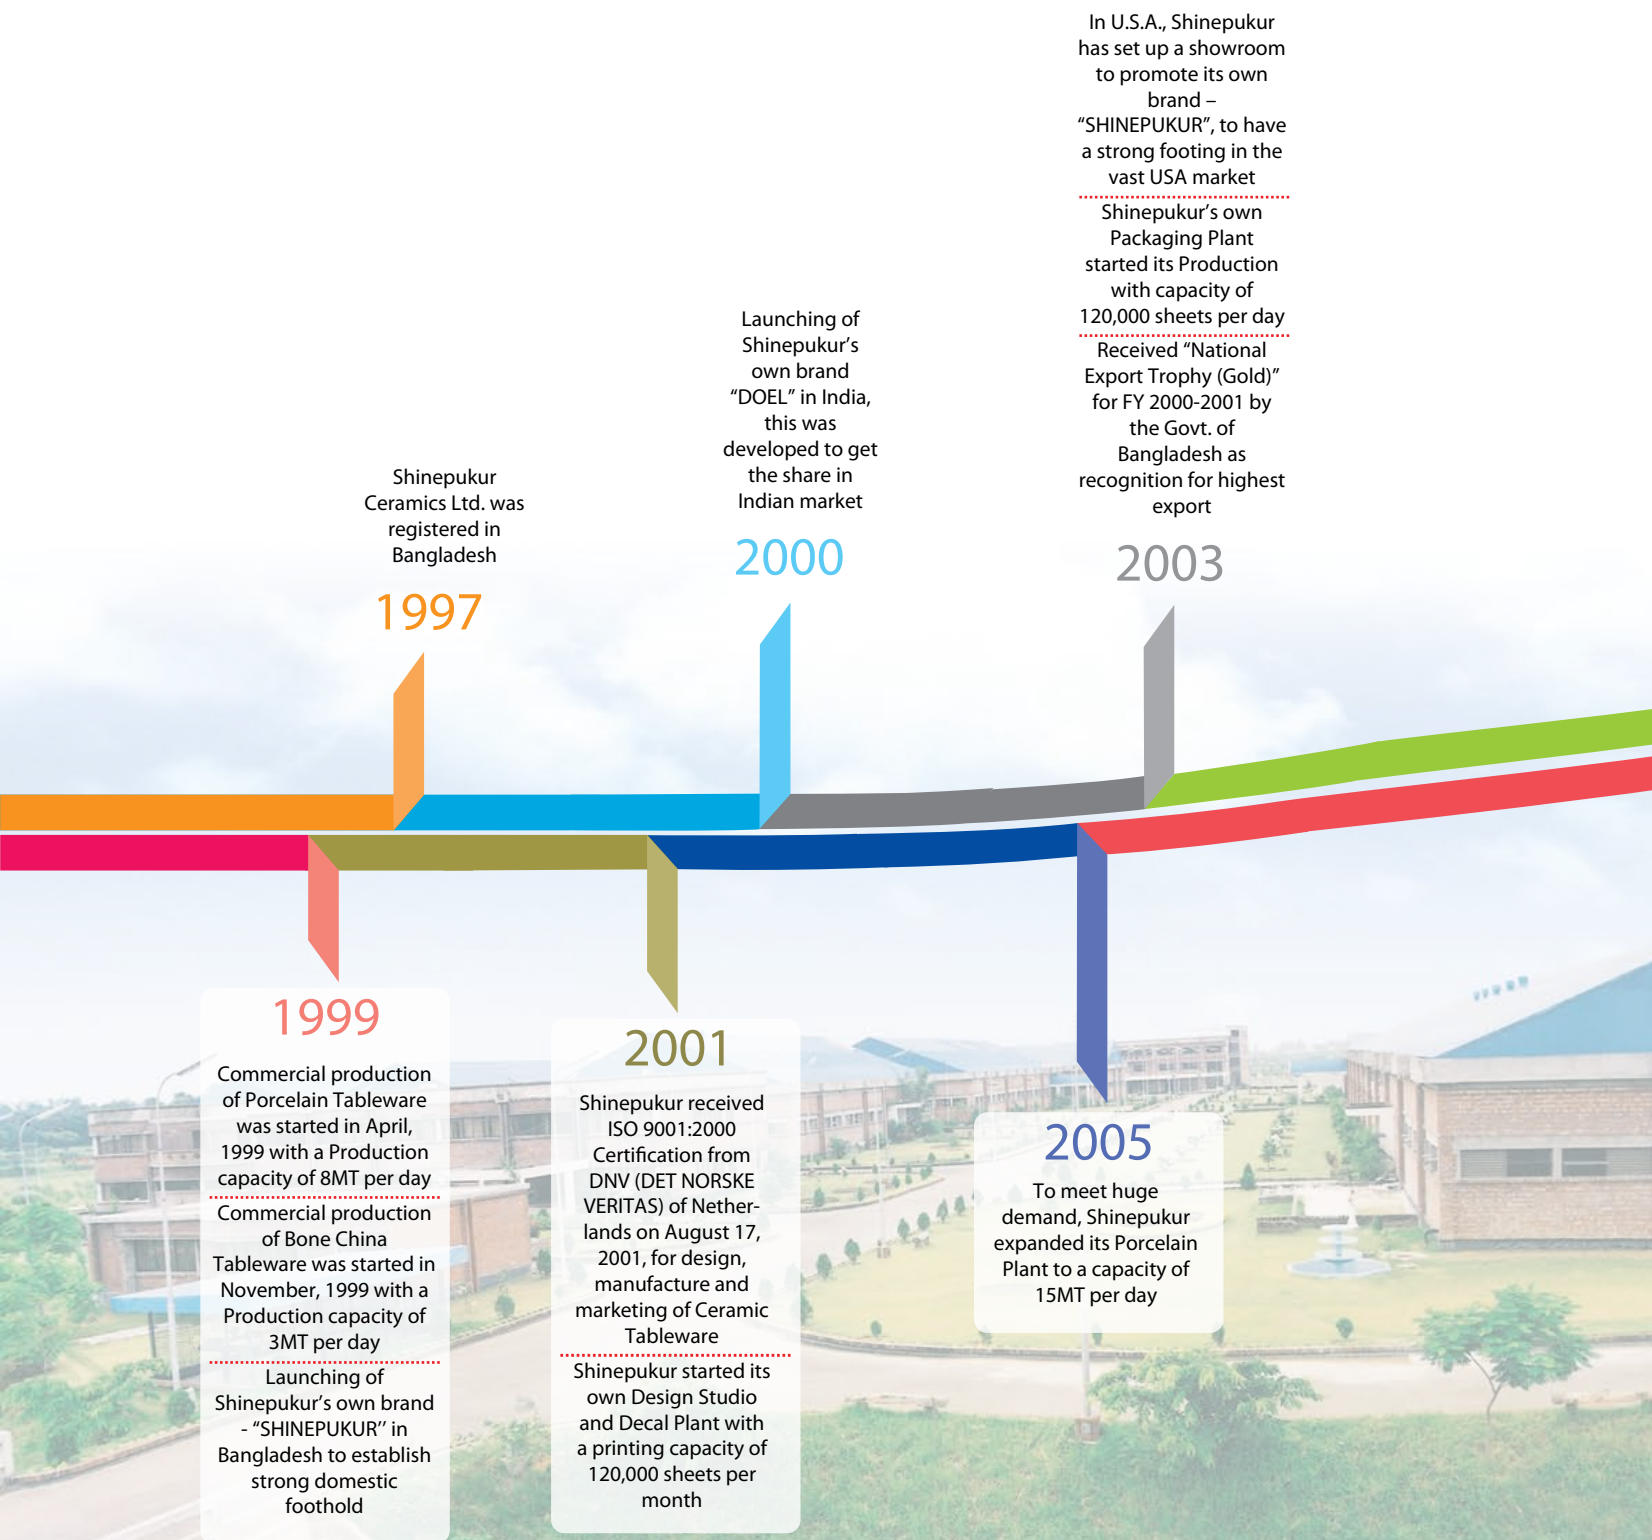 Shinepukur
Ceramics Ltd. was
registered in
Bangladesh
1997
1999
Commercial production
of Porcelain Tableware
was started in April,
1999 with a Production
capacity of 8MT per day
Commercial production
of Bone China
Tableware was started in
November, 1999 with a
Production capacity of
3MT per day
Launching of
Shinepukur’s own brand
- “SHINEPUKUR’’ in
Bangladesh to establish
strong domestic
foothold
Launching of
Shinepukur’s
own brand
“DOEL” in India,
this was
developed to get
the share in
Indian market
2000
2001
Shinepukur received
ISO 9001:2000
Certification from
DNV (DET NORSKE
VERITAS) of Nether-
lands on August 17,
2001, for design,
manufacture and
marketing of Ceramic
Tableware
Shinepukur started its
own Design Studio
and Decal Plant with
a printing capacity of
120,000 sheets per
month
In U.S.A., Shinepukur
has set up a showroom
to promote its own
brand –
“SHINEPUKUR”, to have
a strong footing in the
vast USA market
Shinepukur’s own
Packaging Plant
started its Production
with capacity of
120,000 sheets per day
Received “National
Export Trophy (Gold)”
for FY 2000-2001 by
the Govt. of
Bangladesh as
recognition for highest
export
2003
2005
To meet huge
demand, Shinepukur
expanded its Porcelain
Plant to a capacity of
15MT per day